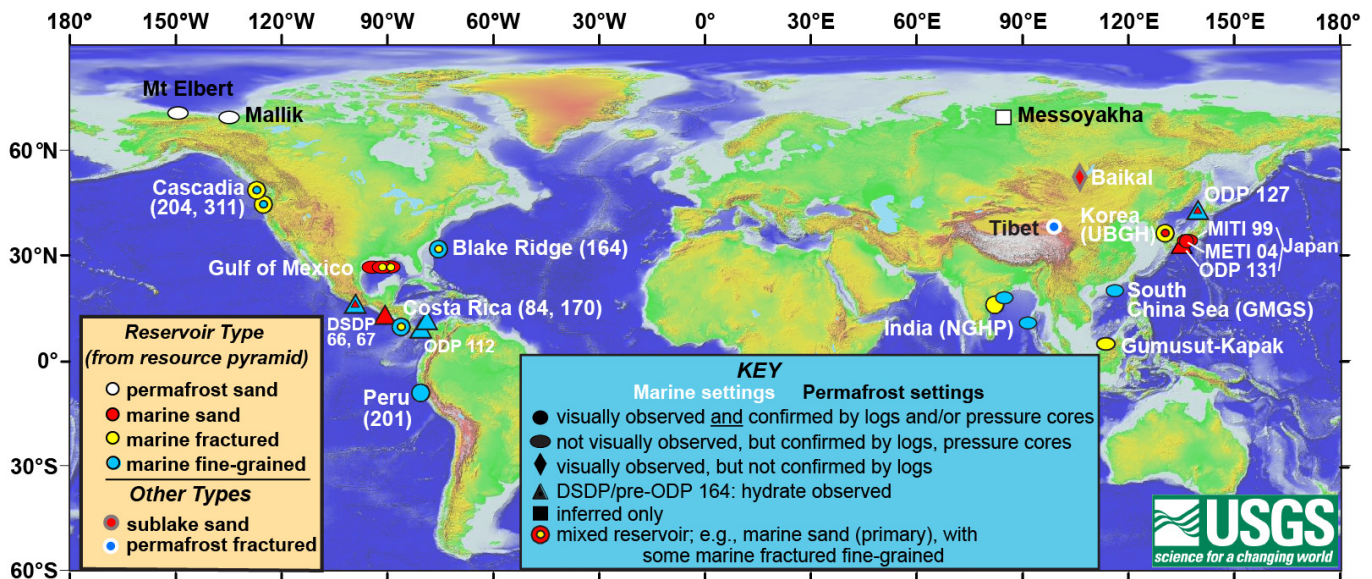 180° 150°W 120°W 90°W 60°W 30°W 0° 30°E 60°E 90°E 120°E 150°E 180°
60°N
30°N
0°
30°S
60°S
Mt Elbert
Mallik
Messoyakha
Cascadia
(204, 311)
Baikal
ODP 127
Tibet
Korea
(UBGH)
MITI 99
METI 04
ODP 131
Japan
Blake Ridge (164)
Gulf of Mexico
Costa Rica (84, 170)
DSDP
66, 67
ODP 112
Peru
(201)
India (NGHP)
South
China Sea (GMGS)
Gumusut-Kapak
Reservoir Type
(from resource pyramid)
permafrost sand
marine sand
marine fractured
marine fine-grained
Other Types
sublake sand
permafrost fractured
KEY
Marine settings Permafrost settings
visually observed and confirmed by logs and/or pressure cores
not visually observed, but confirmed by logs, pressure cores
visually observed, but not confirmed by logs
DSDP/pre-ODP 164: hydrate observed
inferred only
mixed reservoir; e.g., marine sand (primary), with
some marine fractured fine-grained
USGS
science for a changing world